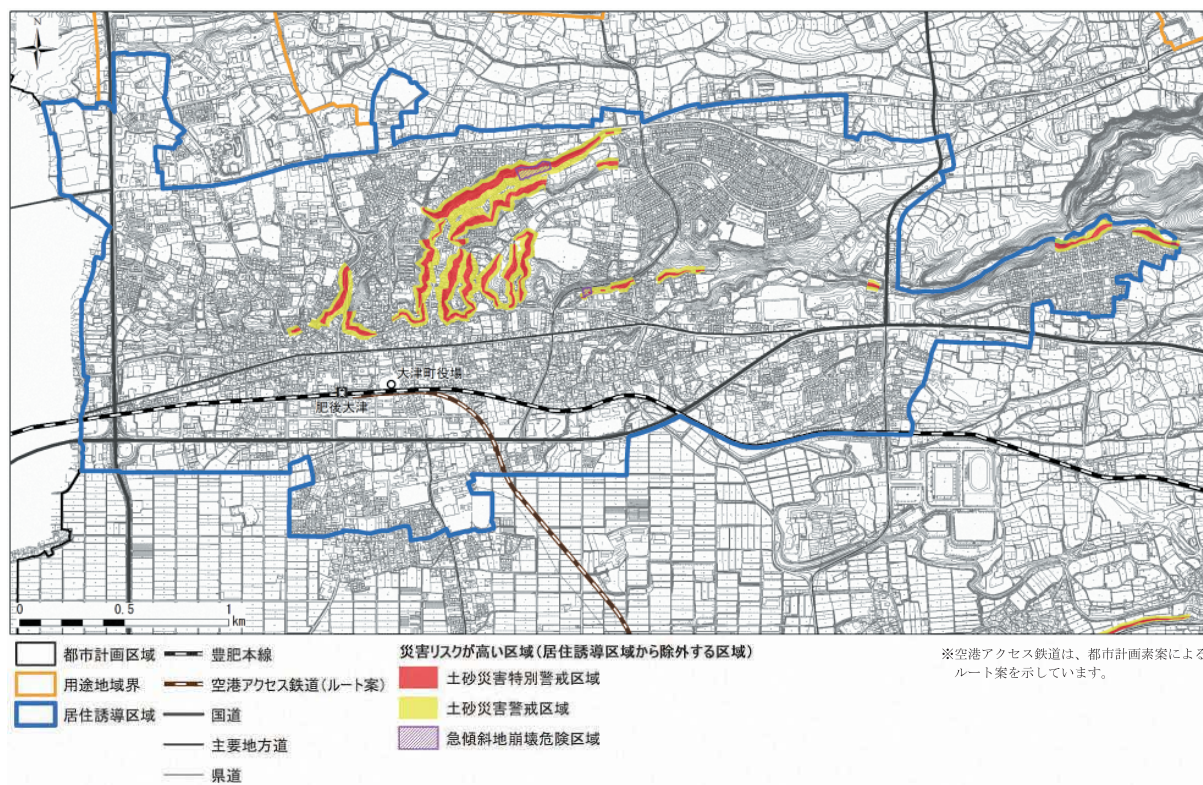 N
大津町役場
肥後大津
0 0.5 1
km
都市計画区域
用途地域界
居住誘導区域
豊肥本線
空港アクセス鉄道(ルート案)
国道
主要地方道
県道
災害リスクが高い区域(居住誘導区域から除外する区域)
土砂災害特別警戒区域
土砂災害警戒区域
急傾斜地崩壊危険区域
※空港アクセス鉄道は、都市計画素案による
ルート案を示しています。